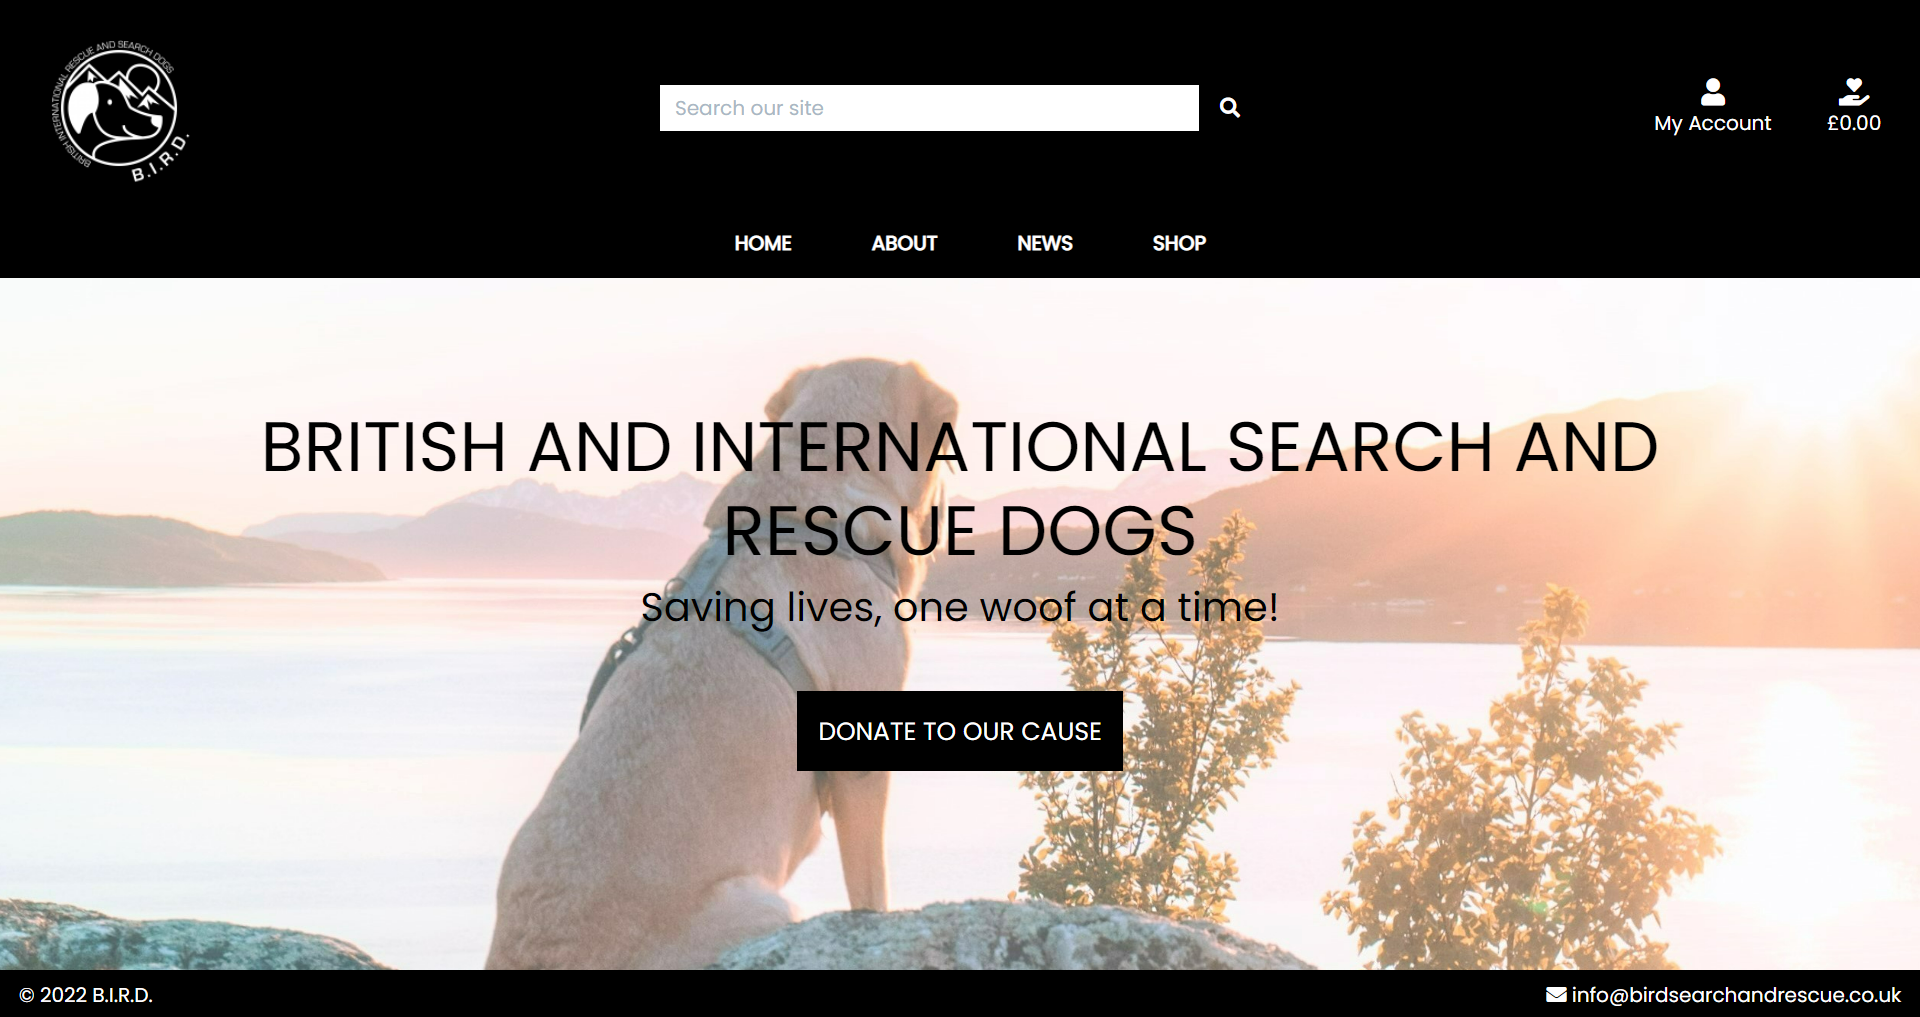 BRITISH INTERNATIONAL RESCUE AND SEARCH DOGS
B.I.R.D.
Search our site
My Account
£0.00
HOME ABOUT NEWS SHOP
BRITISH AND INTERNATIONAL SEARCH AND
RESCUE DOGS
Saving lives, one woof at a time!
DONATE TO OUR CAUSE
© 2022 B.I.R.D.
info@birdsearchandrescue.co.uk